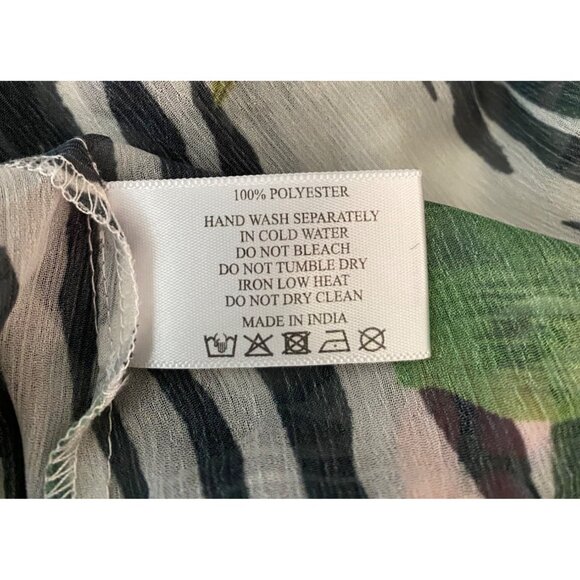 100% POLYESTER
HAND WASH SEPARATELY
IN COLD WATER
DO NOT BLEACH
DO NOT TUMBLE DRY
IRON LOW HEAT
DO NOT DRY CLEAN
MADE IN INDIA